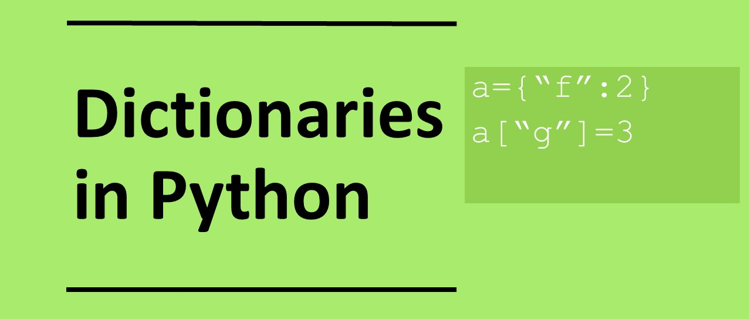 Dictionaries
in Python
a={“f”:2}
a[“g”]=3